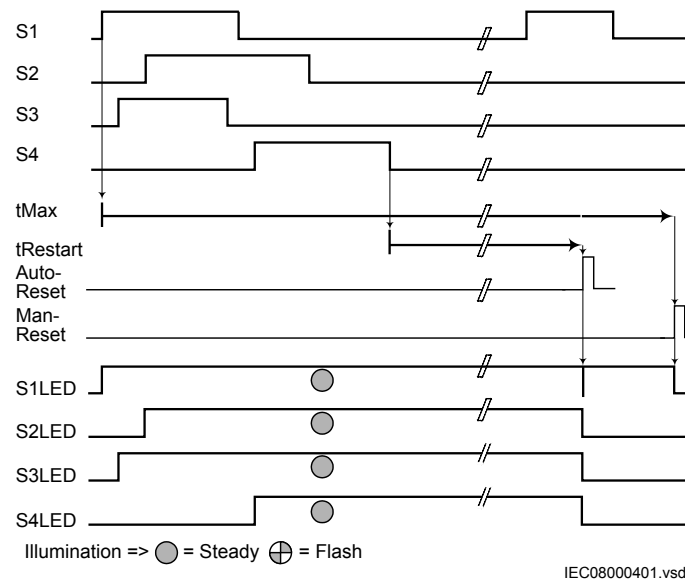 S1
S2
S3
S4
tMax
tRestart
Auto-
Reset
Man-
Reset
S1LED
S2LED
S3LED
S4LED
Illumination => = Steady = Flash
IEC08000401.vsd